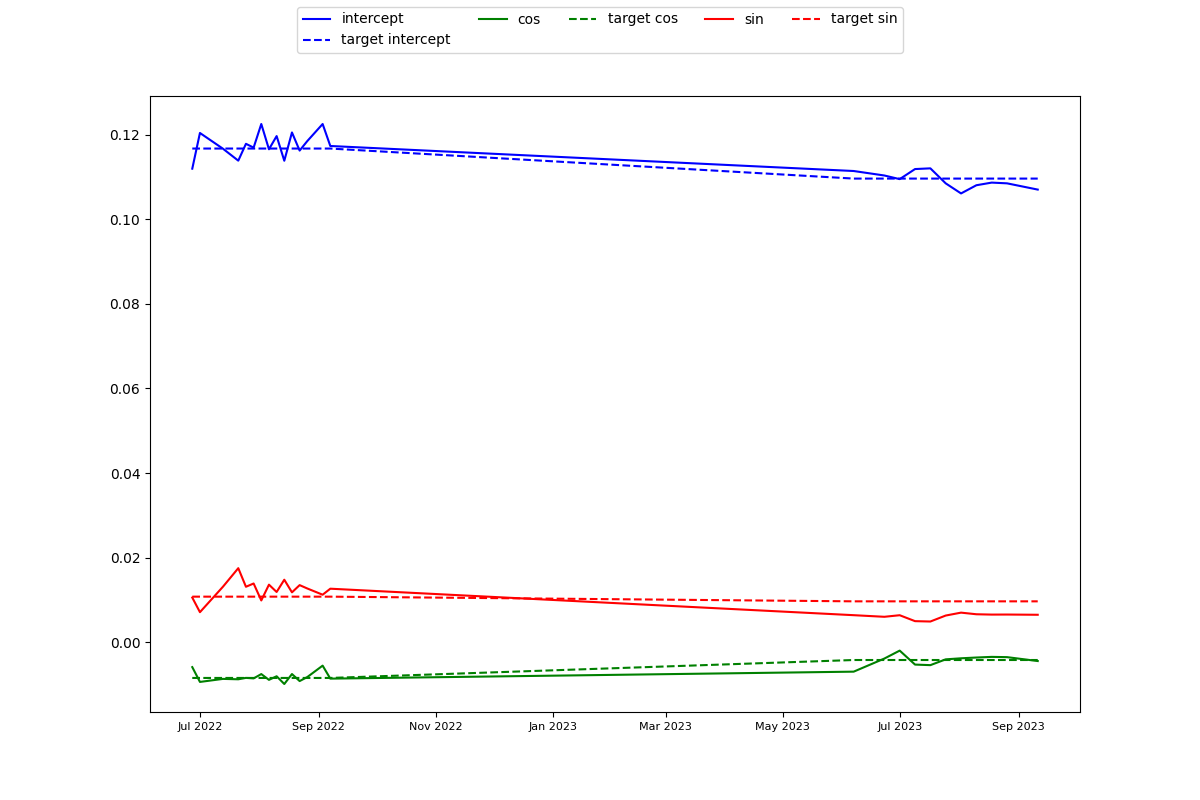 intercept cos target cos sin target sin
target intercept
0.12
0.10
0.08
0.06
0.04
0.02
0.00
Jul 2022 Sep 2022 Nov 2022 Jan 2023 Mar 2023 May 2023 Jul 2023 Sep 2023